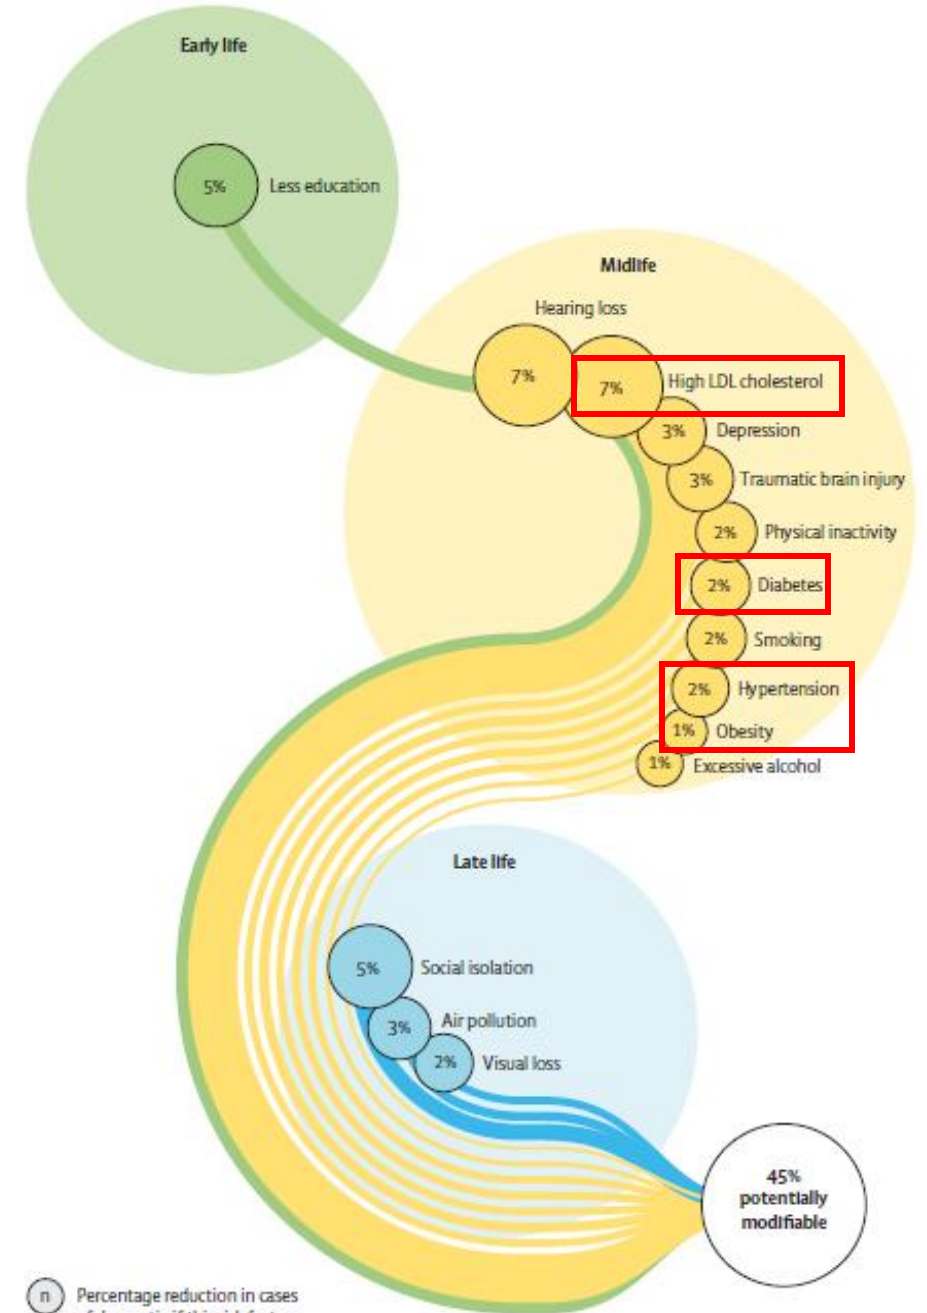 Early life
5% Less education
Midlife
Hearing loss
7%
7% High LDL cholesterol
3% Depression
3% Traumatic brain injury
2% Physical inactivity
2% Diabetes
2% Smoking
2% Hypertension
1% Obesity
1% Excessive alcohol
Late life
5% Social isolation
3% Air pollution
2% Visual loss
45%
potentially
modifiable
n Percentage reduction in cases